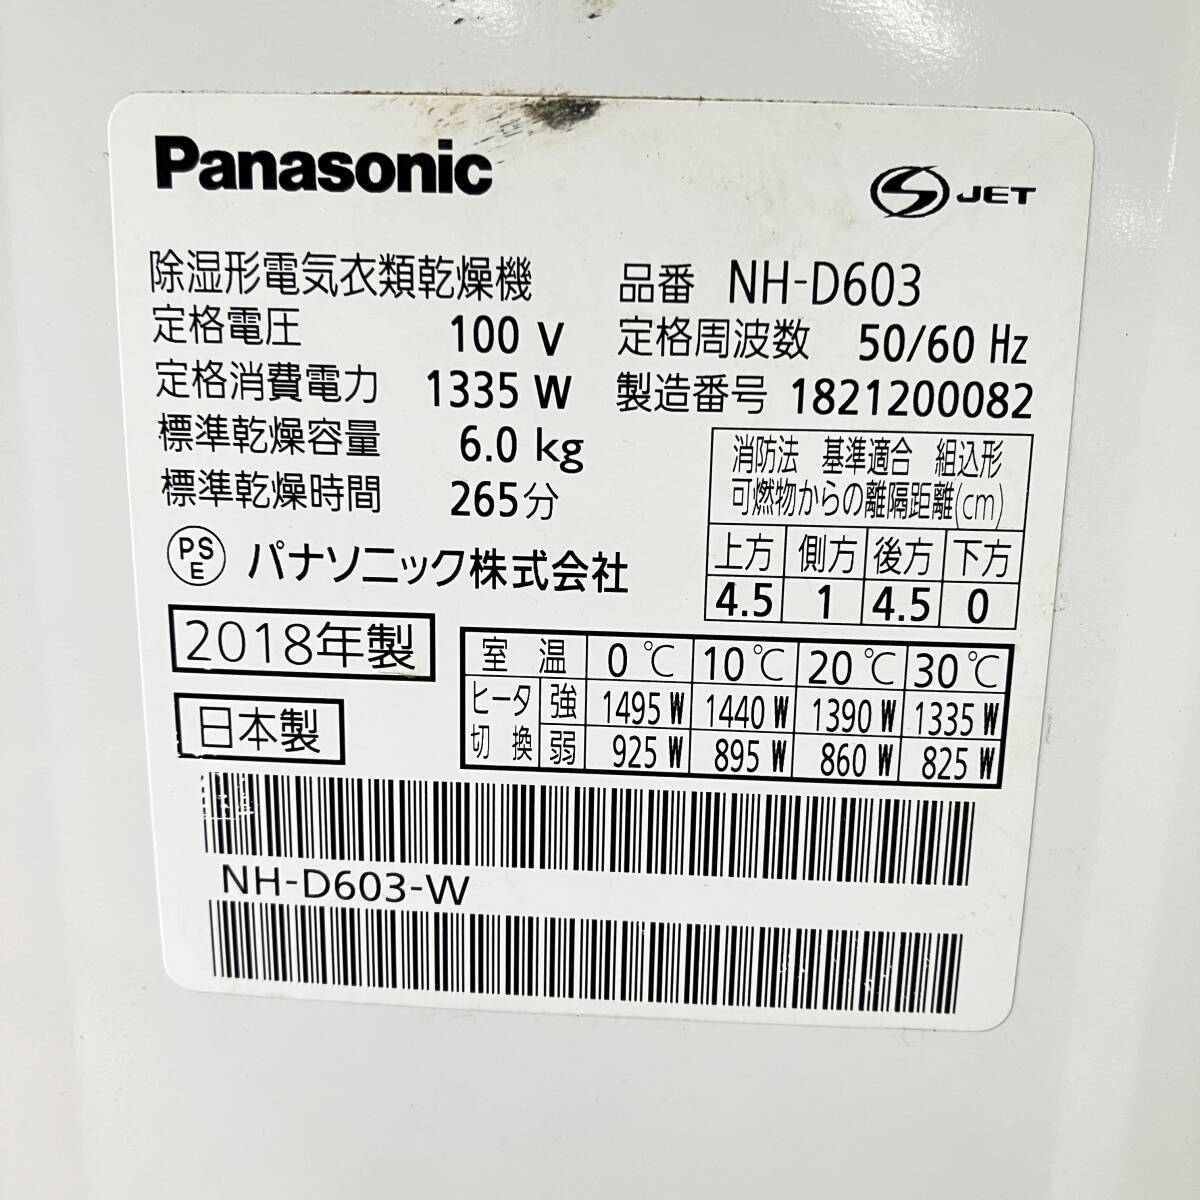 Panasonic
JET
除湿形電気衣類乾燥機 品番 NH-D603
定格電圧 100 V 定格周波数 50/60 Hz
定格消費電力 1335 W 製造番号 1821200082
標準乾燥容量 6.0 kg
標準乾燥時間 265分
消防法 基準適合 組込形
可燃物からの離隔距離(cm)
上方 側方 後方 下方
4.5 1 4.5 0
PS
E
パナソニック株式会社
2018年製
日本製
室 温 0℃ 10℃ 20℃ 30℃
ヒータ 強 1495 W 1440 W 1390 W 1335 W
切 換 弱 925 W 895 W 860 W 825 W
NH-D603-W